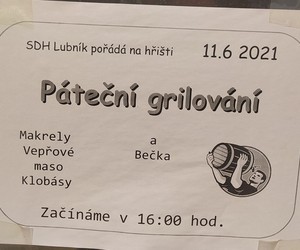 SDH Lubník pořádá na hřišti 11.6 2021
Páteční grilování
Makrely a
Vepřové Bečka
maso
Klobásy
Začínáme v 16:00 hod.